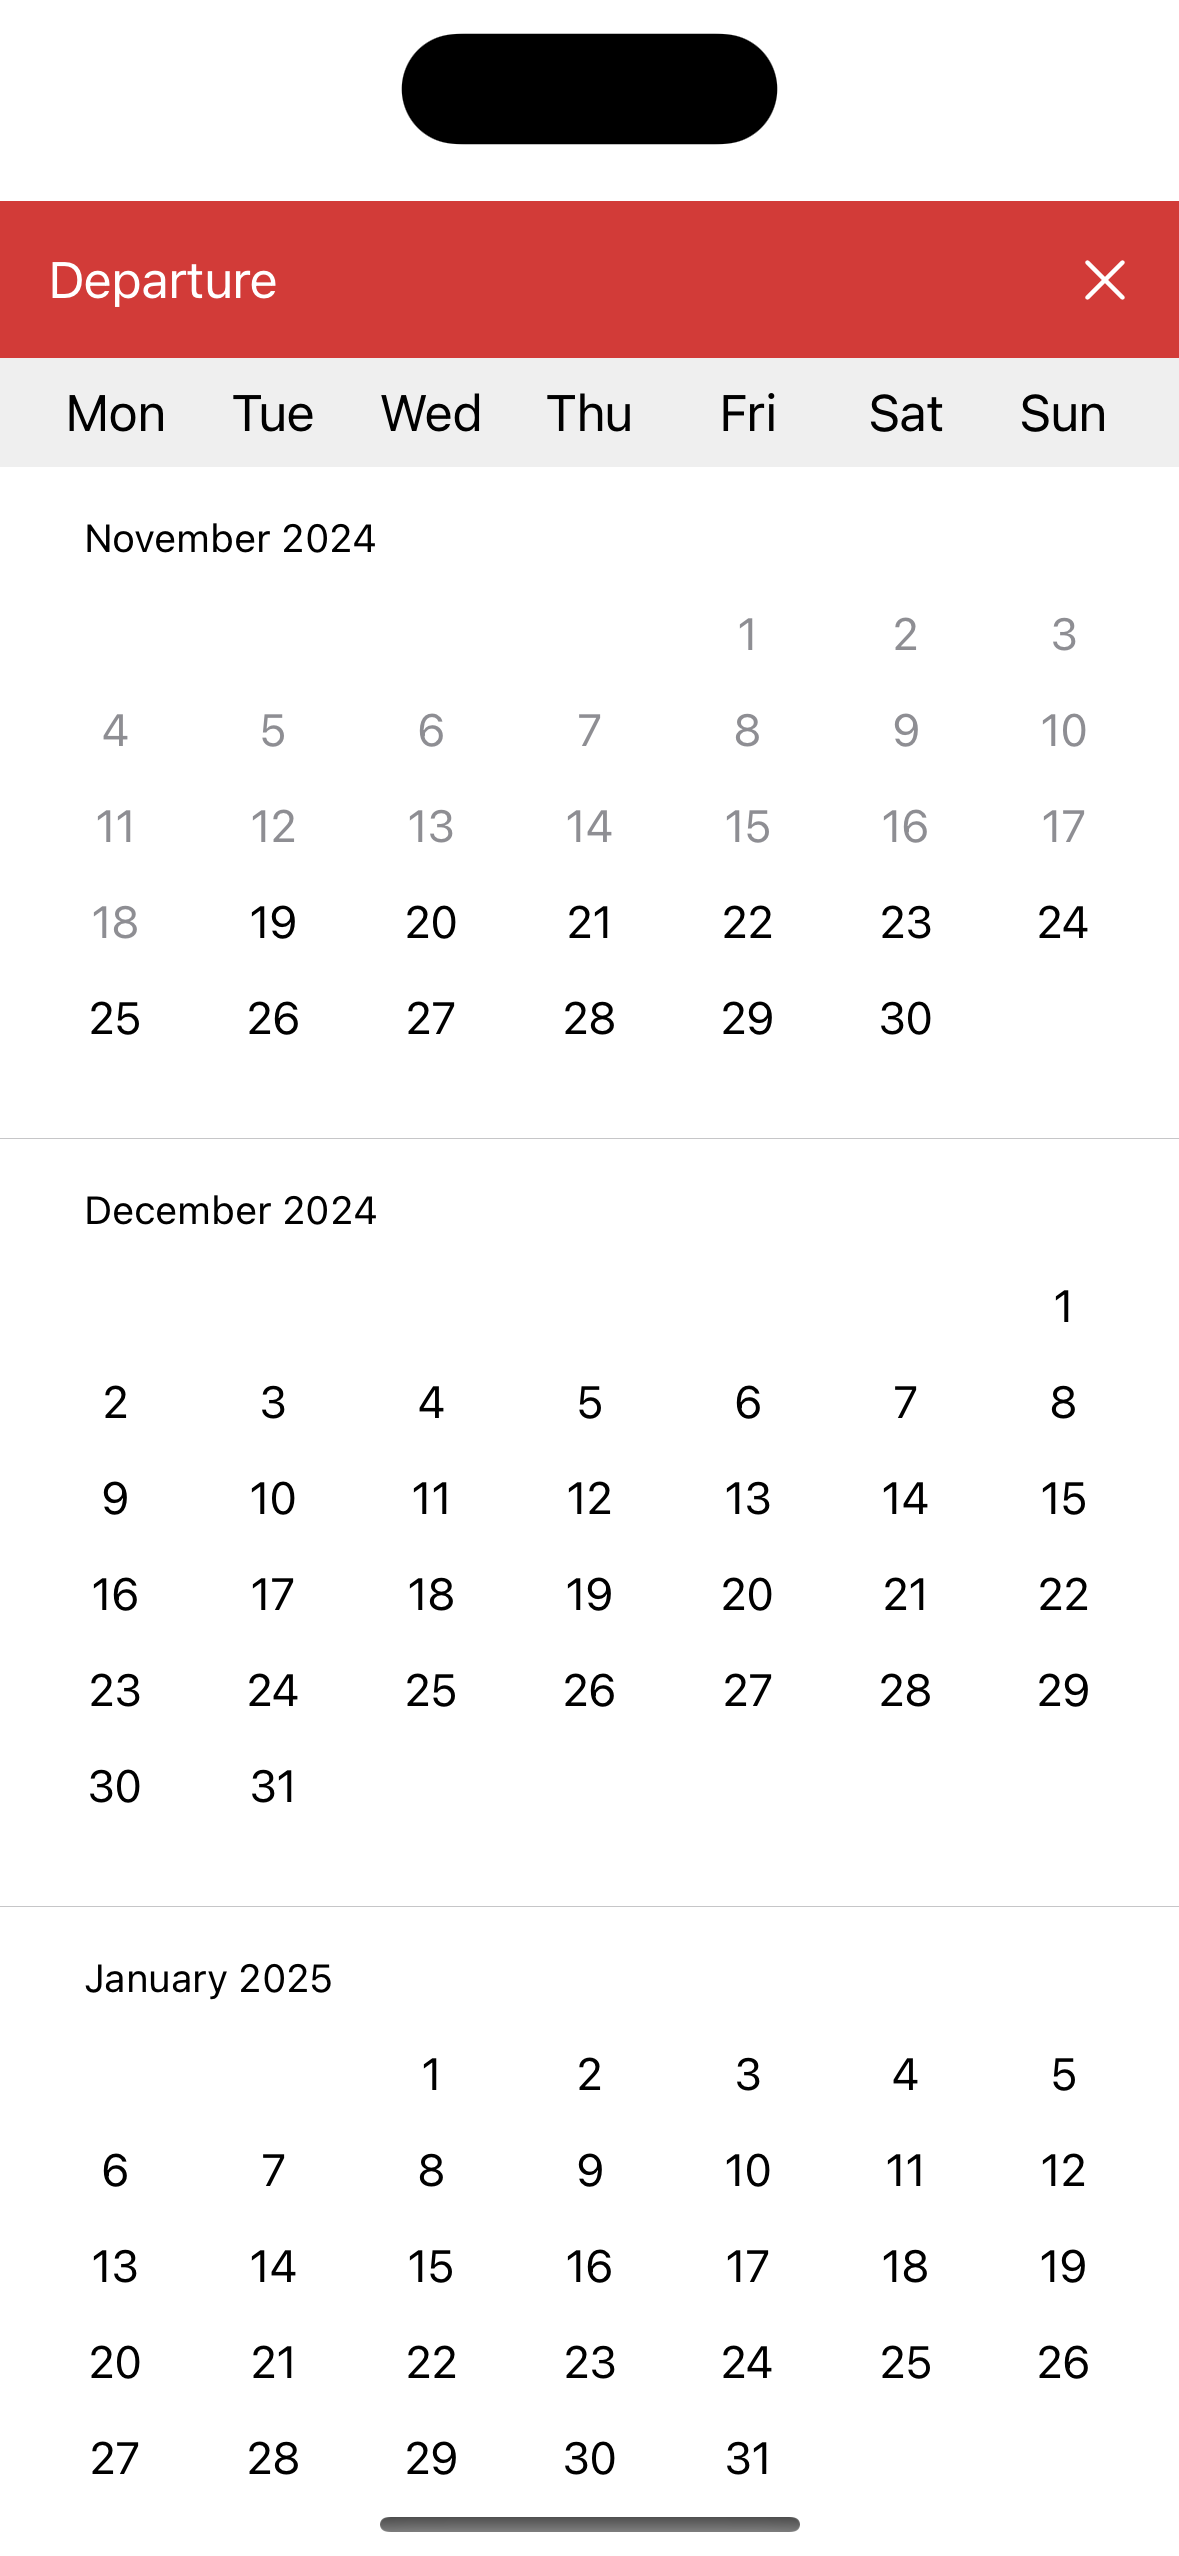 Departure
Mon Tue Wed Thu Fri Sat Sun
November 2024
1 2 3
4 5 6 7 8 9 10
11 12 13 14 15 16 17
18 19 20 21 22 23 24
25 26 27 28 29 30
December 2024
1
2 3 4 5 6 7 8
9 10 11 12 13 14 15
16 17 18 19 20 21 22
23 24 25 26 27 28 29
30 31
January 2025
1 2 3 4 5
6 7 8 9 10 11 12
13 14 15 16 17 18 19
20 21 22 23 24 25 26
27 28 29 30 31